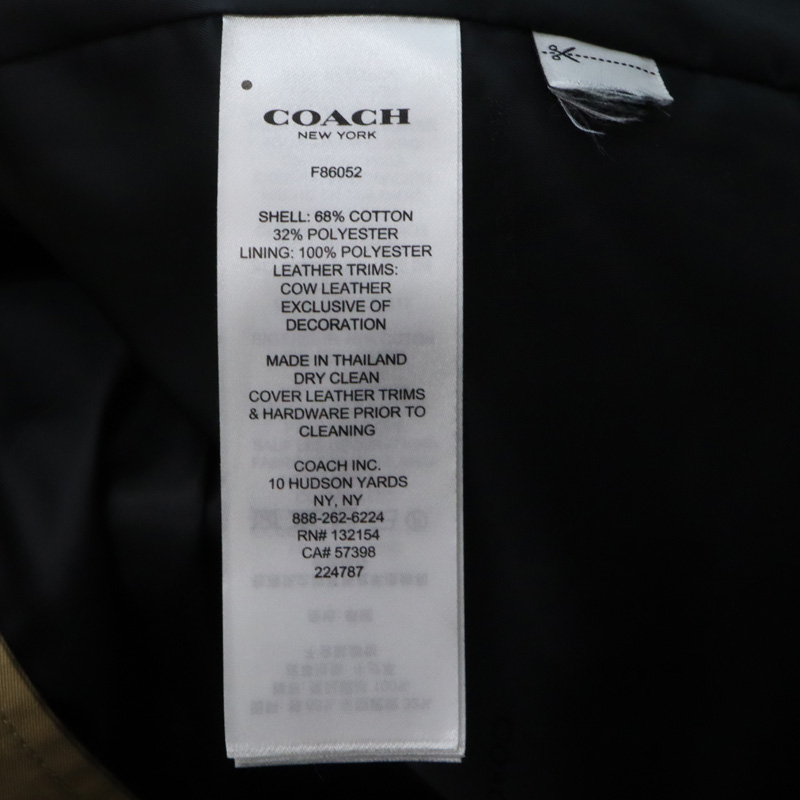 COACH
NEW YORK
F86052
SHELL: 68% COTTON
32% POLYESTER
LINING: 100% POLYESTER
LEATHER TRIMS:
COW LEATHER
EXCLUSIVE OF
DECORATION
MADE IN THAILAND
DRY CLEAN
COVER LEATHER TRIMS
& HARDWARE PRIOR TO
CLEANING
COACH INC.
10 HUDSON YARDS
NY, NY
888-262-6224
RN# 132154
CA# 57398
224787